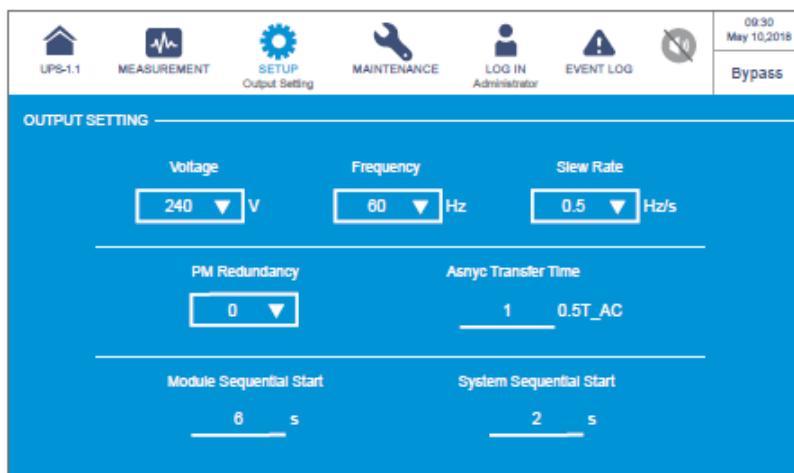 09:30
May 10,2018
UPS-1.1 MEASUREMENT SETUP MAINTENANCE LOG IN EVENT LOG
Output Setting Administrator
Bypass
OUTPUT SETTING
Voltage Frequency Slew Rate
240 V 60 Hz 0.5 Hz/s
PM Redundancy Asnyc Transfer Time
0 1 0.5T_AC
Module Sequential Start System Sequential Start
6 s 2 s